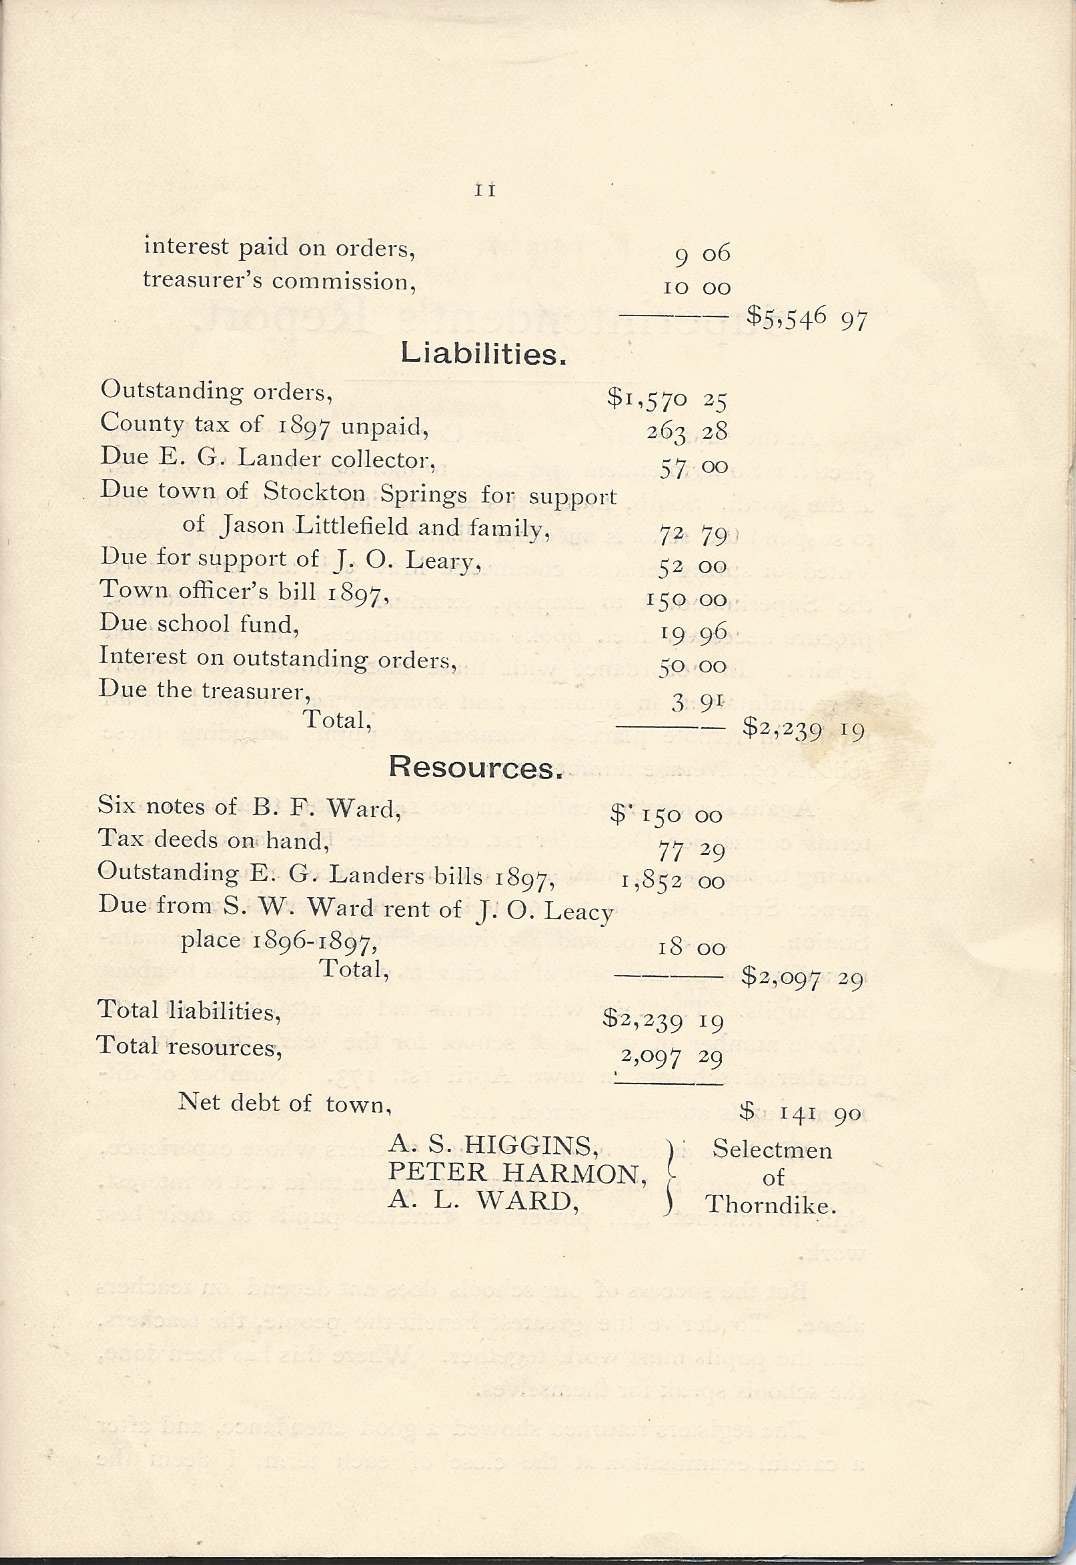 11
interest paid on orders, 9 06
treasurer's commission, 10 00
$5,546 97
Liabilities.
Outstanding orders, $1,570 25
County tax of 1897 unpaid, 263 28
Due E. G. Lander collector, 57 00
Due town of Stockton Springs for support
of Jason Littlefield and family, 72 79
Due for support of J. O. Leary, 52 00
Town officer's bill 1897, 150 00
Due school fund, 19 96
Interest on outstanding orders, 50 00
Due the treasurer, 3 91
Total, $2,239 19
Resources.
Six notes of B. F. Ward, $ 150 00
Tax deeds on hand, 77 29
Outstanding E. G. Landers bills 1897, 1,852 00
Due from S. W. Ward rent of J. O. Leacy
place 1896-1897, 18 00
Total, $2,097 29
Total liabilities, $2,239 19
Total resources, 2,097 29
Net debt of town, $ 141 90
A. S. HIGGINS, Selectmen
PETER HARMON, of
A. L. WARD, Thorndike.